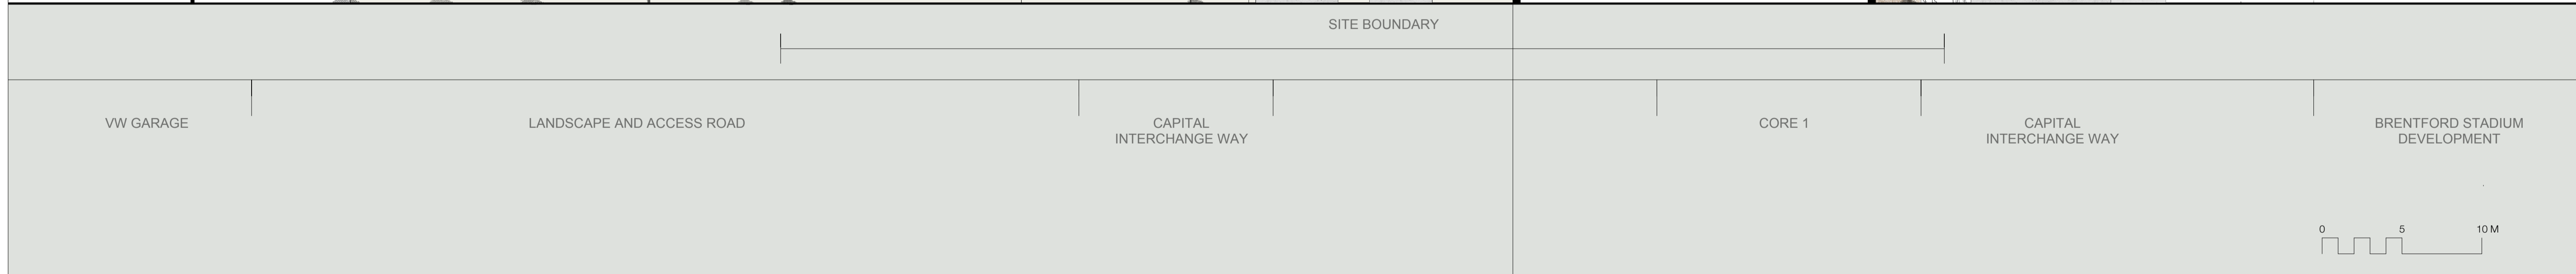 SITE BOUNDARY
VW GARAGE
LANDSCAPE AND ACCESS ROAD
CAPITAL
INTERCHANGE WAY
CORE 1
CAPITAL
INTERCHANGE WAY
BRENTFORD STADIUM
DEVELOPMENT
0 5 10 M